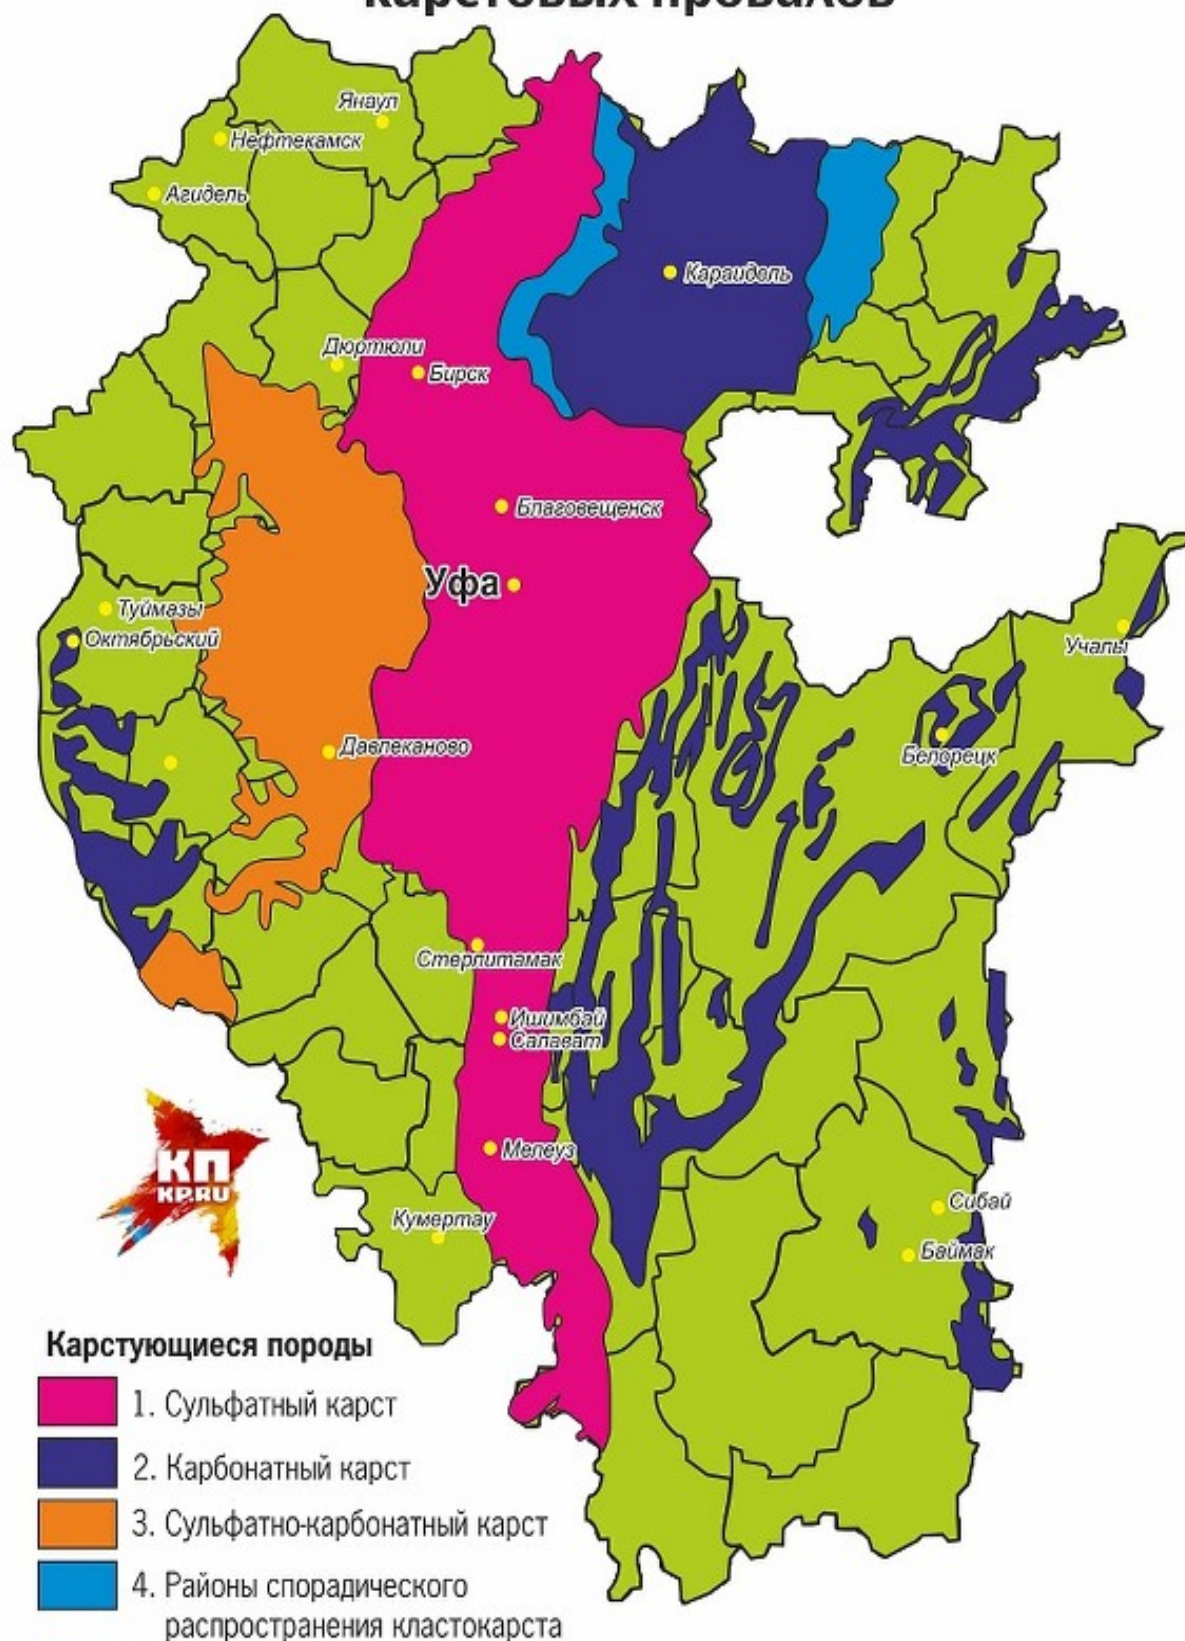 карстовых провалов
Янаул
Нефтекамск
Агидель
Караидель
Дюртюли
Бирск
Благовещенск
Уфа
Туймазы
Октябрьский
Учалы
Давлеканово
Белорецк
Стерлитамак
Ишимбай
Салават
КП
KP.RU
Мелеуз
Сибай
Кумертау
Баймак
Карстующиеся породы
1. Сульфатный карст
2. Карбонатный карст
3. Сульфатно-карбонатный карст
4. Районы спорадического
распространения кластокарста